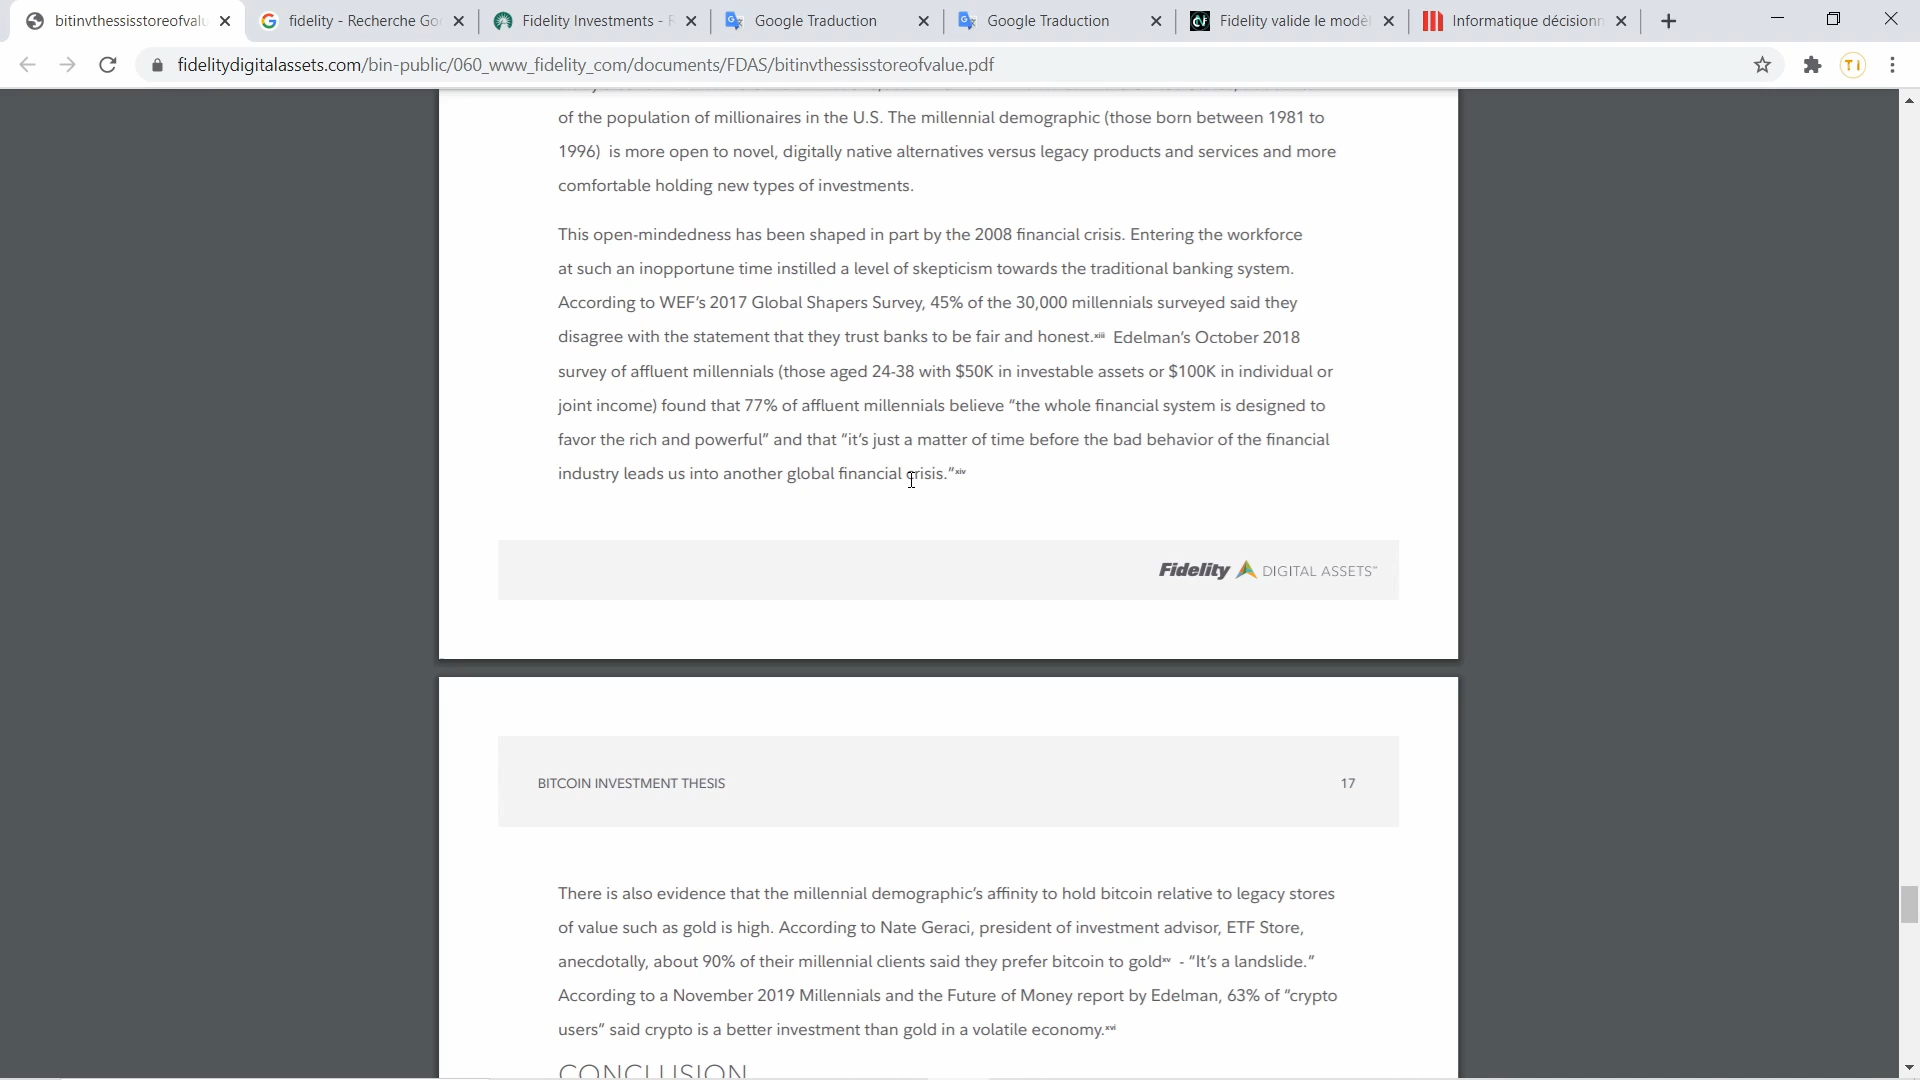 bitinvthessisstoreofvalu
fidelity - Recherche Go
Fidelity Investments - R
Google Traduction
Google Traduction
Fidelity valide le modèl
Informatique décisionn
fidelitydigitalassets.com/bin-public/060_www_fidelity_com/documents/FDAS/bitinvthessisstoreofvalue.pdf
TI
of the population of millionaires in the U.S. The millennial demographic (those born between 1981 to
1996) is more open to novel, digitally native alternatives versus legacy products and services and more
comfortable holding new types of investments.
This open-mindedness has been shaped in part by the 2008 financial crisis. Entering the workforce
at such an inopportune time instilled a level of skepticism towards the traditional banking system.
According to WEF's 2017 Global Shapers Survey, 45% of the 30,000 millennials surveyed said they
disagree with the statement that they trust banks to be fair and honest.xiii Edelman's October 2018
survey of affluent millennials (those aged 24-38 with $50K in investable assets or $100K in individual or
joint income) found that 77% of affluent millennials believe “the whole financial system is designed to
favor the rich and powerful” and that “it's just a matter of time before the bad behavior of the financial
industry leads us into another global financial crisis.”xiv
Fidelity DIGITAL ASSETS℠
BITCOIN INVESTMENT THESIS 17
There is also evidence that the millennial demographic's affinity to hold bitcoin relative to legacy stores
of value such as gold is high. According to Nate Geraci, president of investment advisor, ETF Store,
anecdotally, about 90% of their millennial clients said they prefer bitcoin to goldxv - “It's a landslide.”
According to a November 2019 Millennials and the Future of Money report by Edelman, 63% of “crypto
users” said crypto is a better investment than gold in a volatile economy.xvi
CONCLUSION